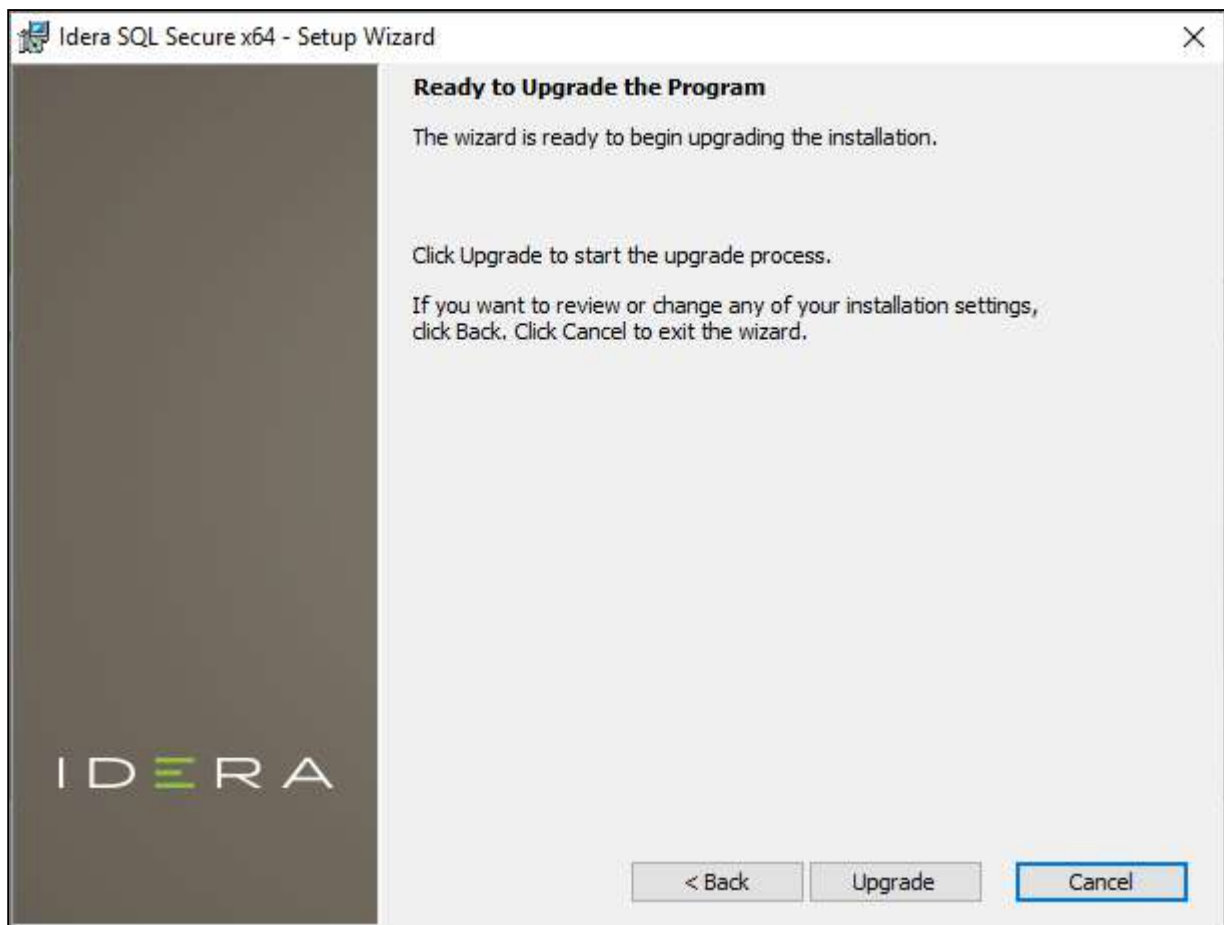 Idera SQL Secure x64 - Setup Wizard
Ready to Upgrade the Program
The wizard is ready to begin upgrading the installation.
Click Upgrade to start the upgrade process.
If you want to review or change any of your installation settings,
click Back. Click Cancel to exit the wizard.
IDERA
< Back
Upgrade
Cancel